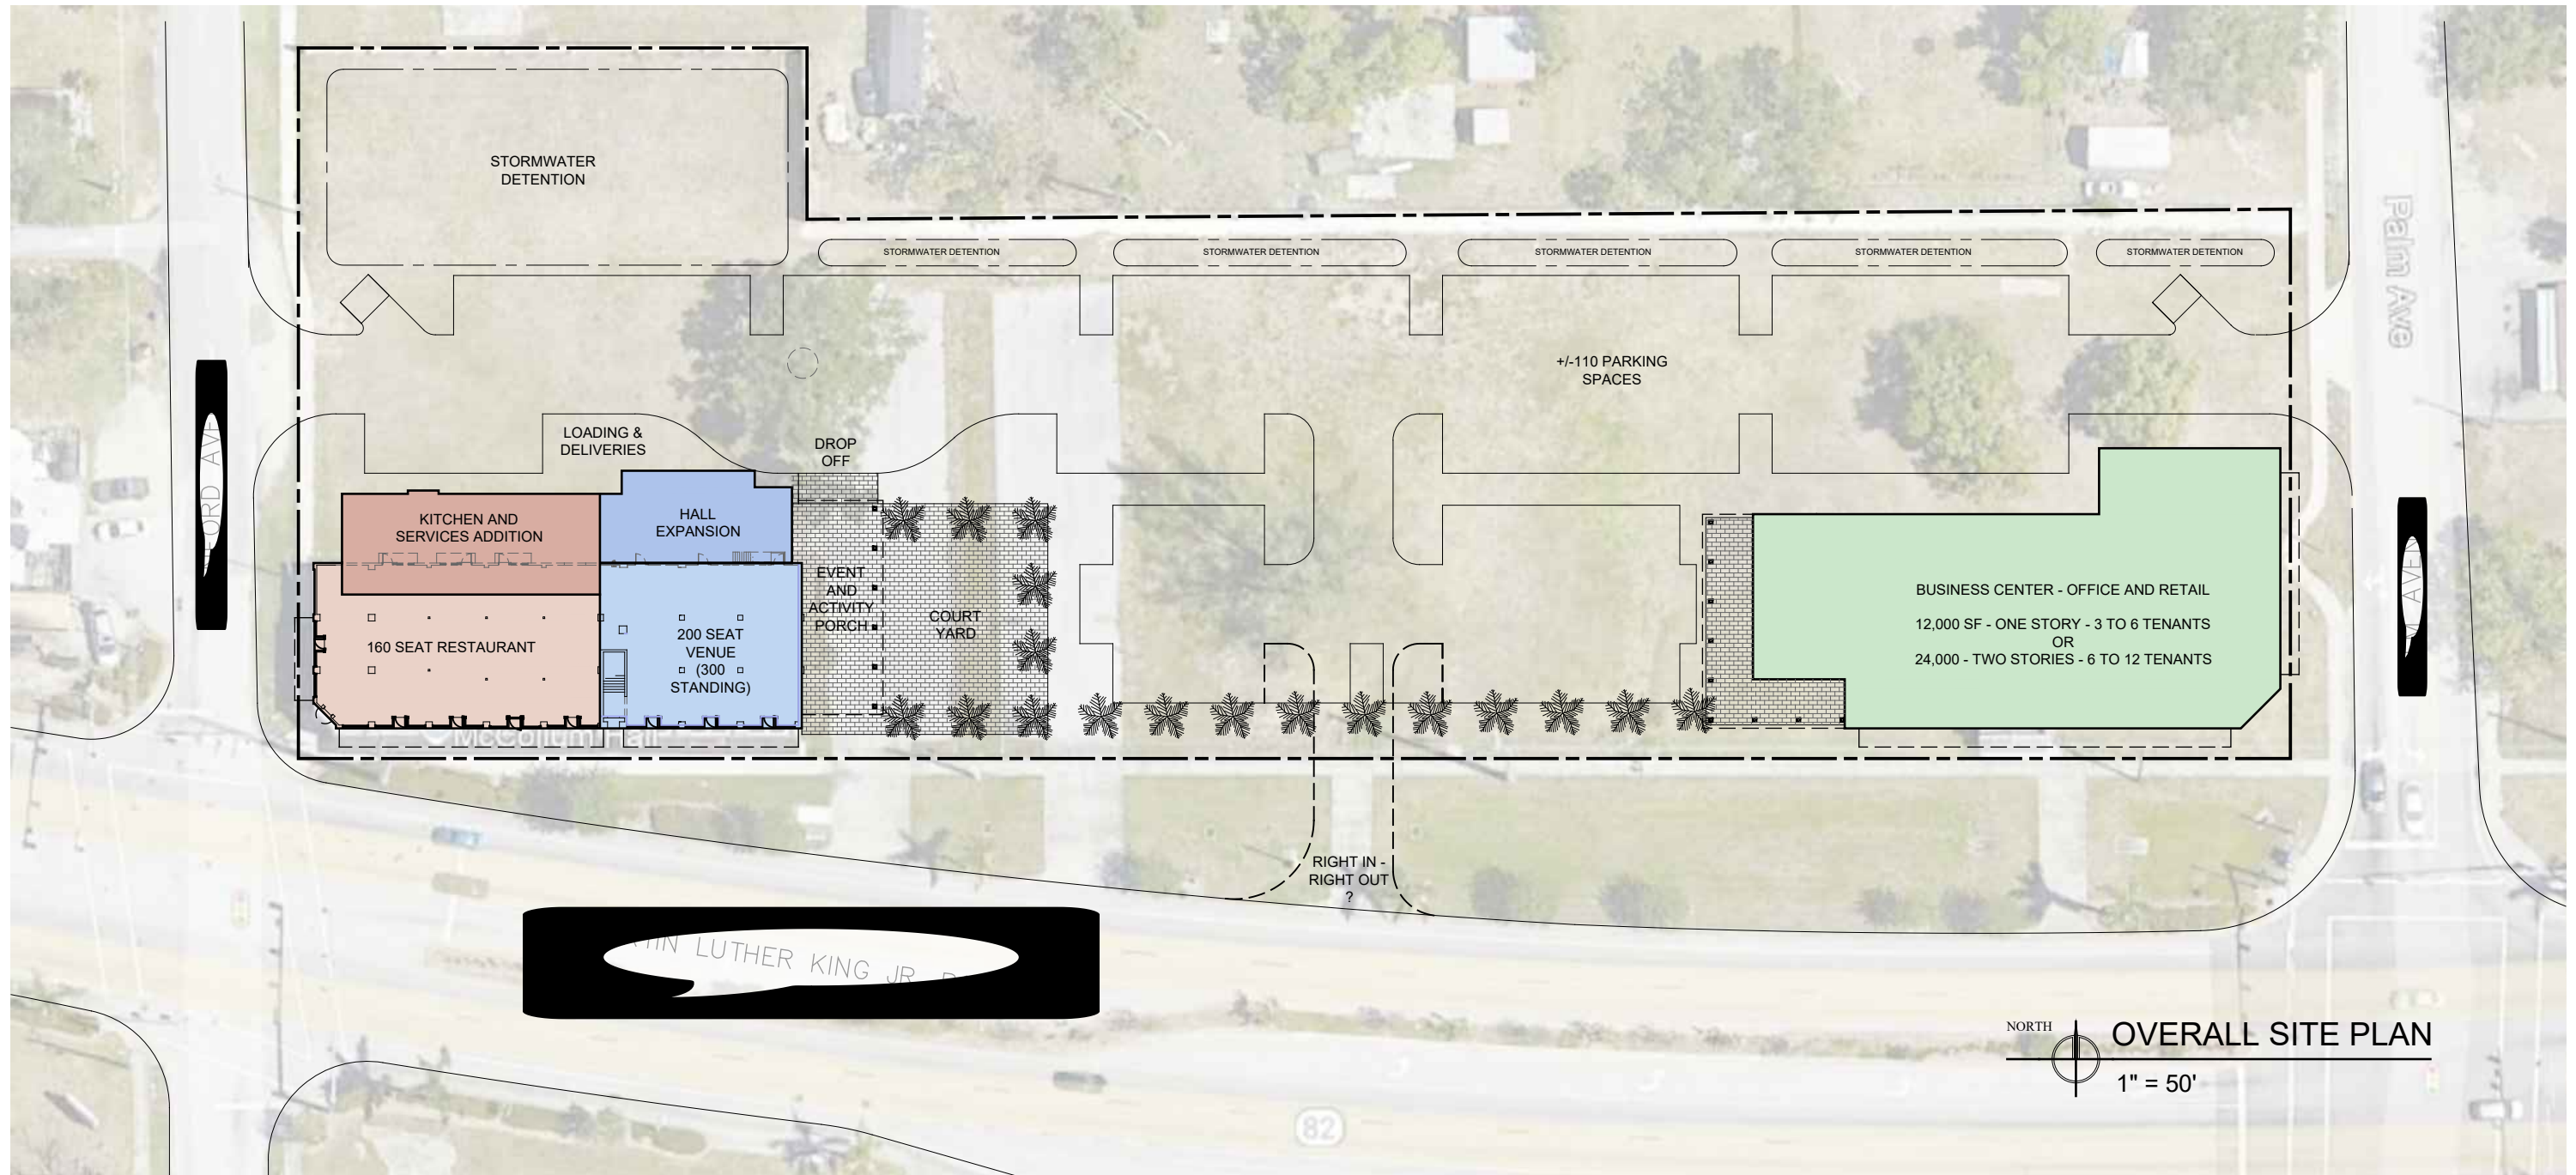 STORMWATER
DETENTION
STORMWATER DETENTION
STORMWATER DETENTION
STORMWATER DETENTION
STORMWATER DETENTION
STORMWATER DETENTION
Palm Ave
+/-110 PARKING
SPACES
LOADING &
DELIVERIES
DROP
OFF
KITCHEN AND
SERVICES ADDITION
HALL
EXPANSION
EVENT
AND
ACTIVITY
PORCH
COURT
YARD
160 SEAT RESTAURANT
200 SEAT
VENUE
(300
STANDING)
BUSINESS CENTER - OFFICE AND RETAIL
12,000 SF - ONE STORY - 3 TO 6 TENANTS
OR
24,000 - TWO STORIES - 6 TO 12 TENANTS
McCollum Hall
RIGHT IN -
RIGHT OUT
?
LUTHER KING JR
NORTH
OVERALL SITE PLAN
1" = 50'
82